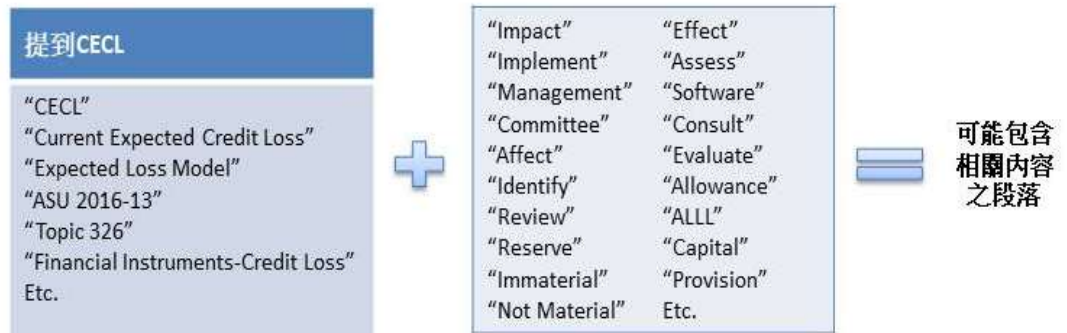 提到CECL
“CECL”
“Current Expected Credit Loss”
“Expected Loss Model”
“ASU 2016-13”
“Topic 326”
“Financial Instruments-Credit Loss”
Etc.
“Impact” “Effect”
“Implement” “Assess”
“Management” “Software”
“Committee” “Consult”
“Affect” “Evaluate”
“Identify” “Allowance”
“Review” “ALLL”
“Reserve” “Capital”
“Immaterial” “Provision”
“Not Material” Etc.
可能包含
相關內容
之段落